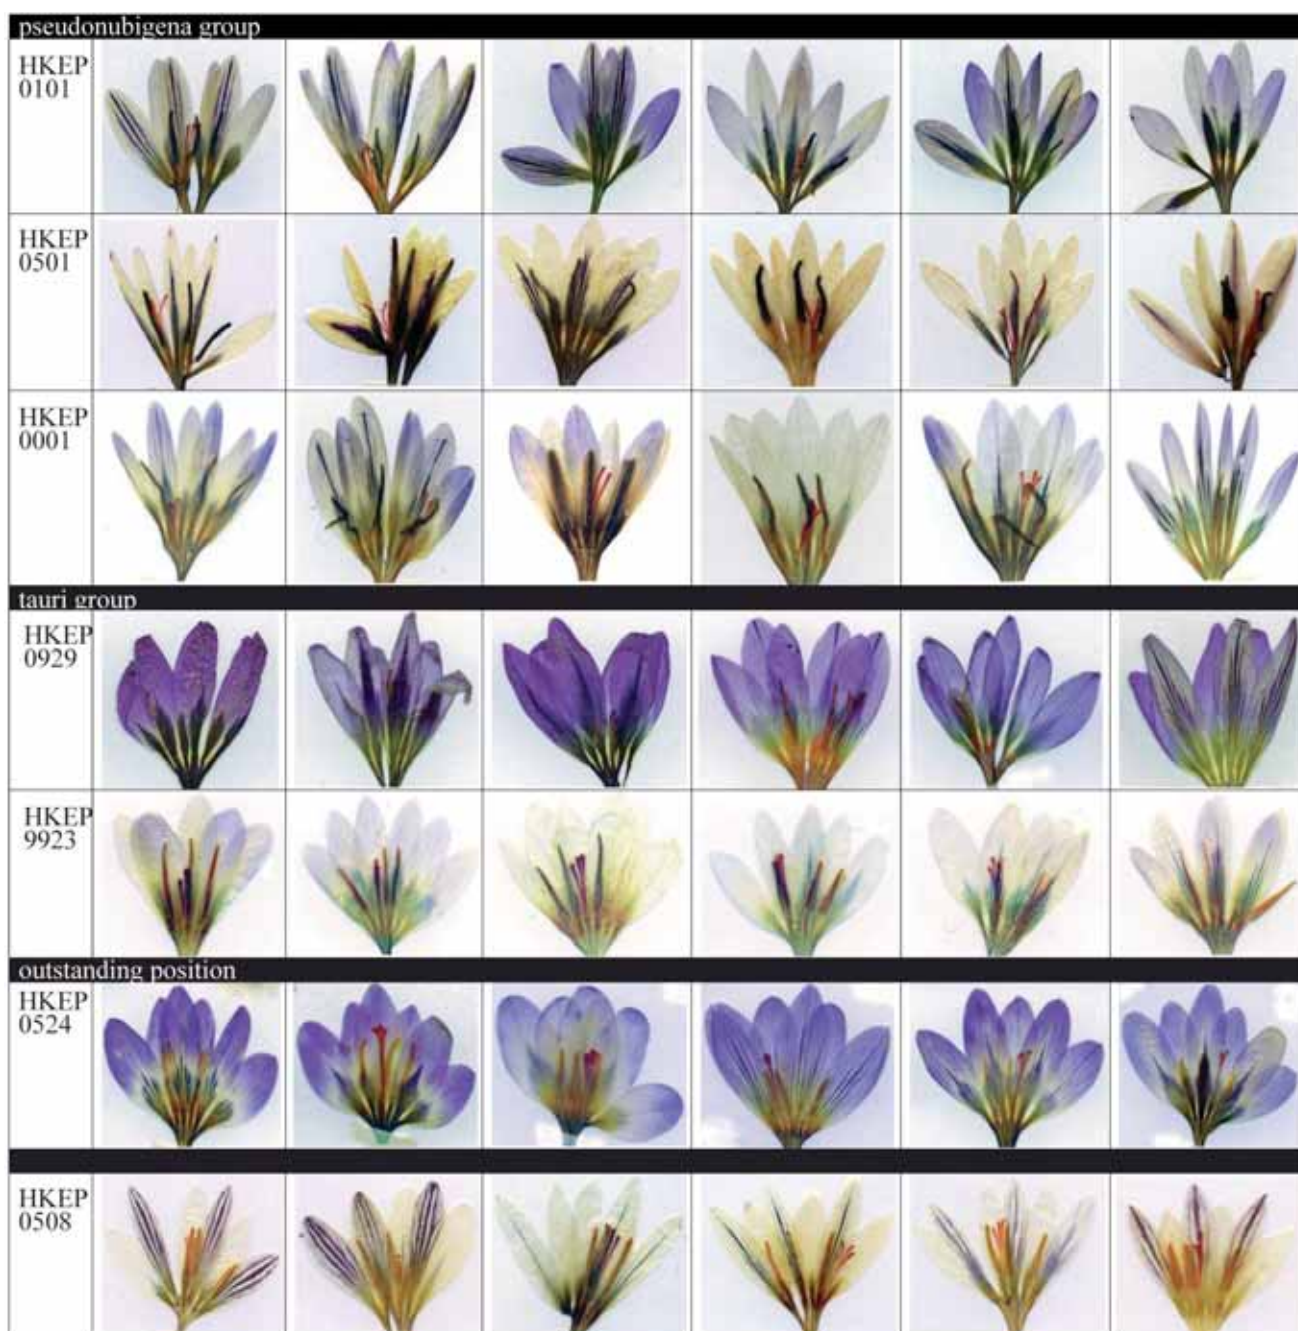 pseudonubigena group
HKEP
0101
HKEP
0501
HKEP
0001
tauri group
HKEP
0929
HKEP
9923
outstanding position
HKEP
0524
HKEP
0508